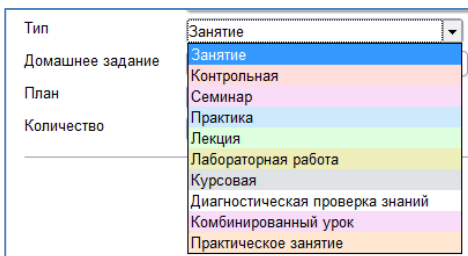 Тип
Занятие
Домашнее задание
План
Количество
Занятие
Контрольная
Семинар
Практика
Лекция
Лабораторная работа
Курсовая
Диагностическая проверка знаний
Комбинированный урок
Практическое занятие